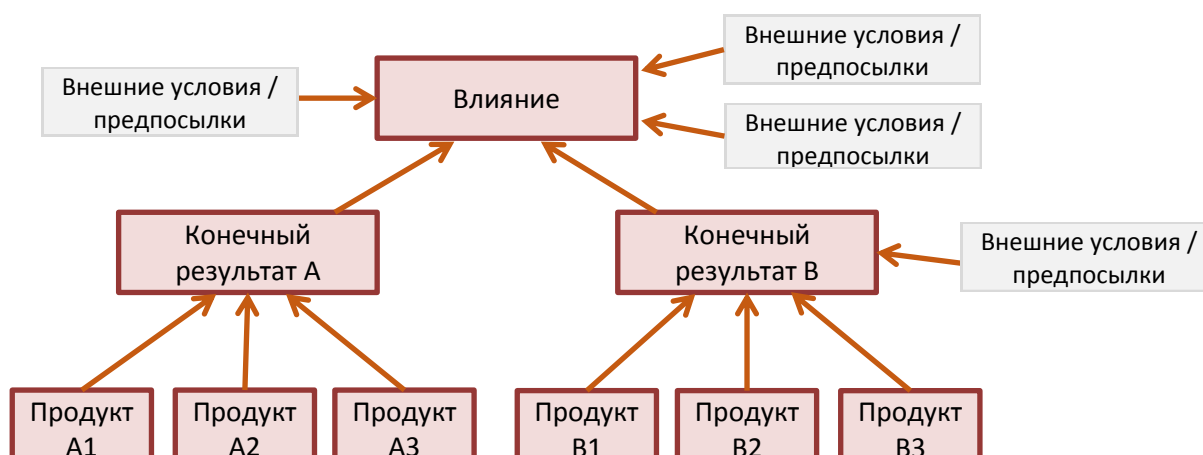 Внешние условия /
предпосылки
Внешние условия /
предпосылки
Влияние
Внешние условия /
предпосылки
Конечный
результат А
Конечный
результат В
Внешние условия /
предпосылки
Продукт
А1
Продукт
А2
Продукт
А3
Продукт
В1
Продукт
В2
Продукт
В3